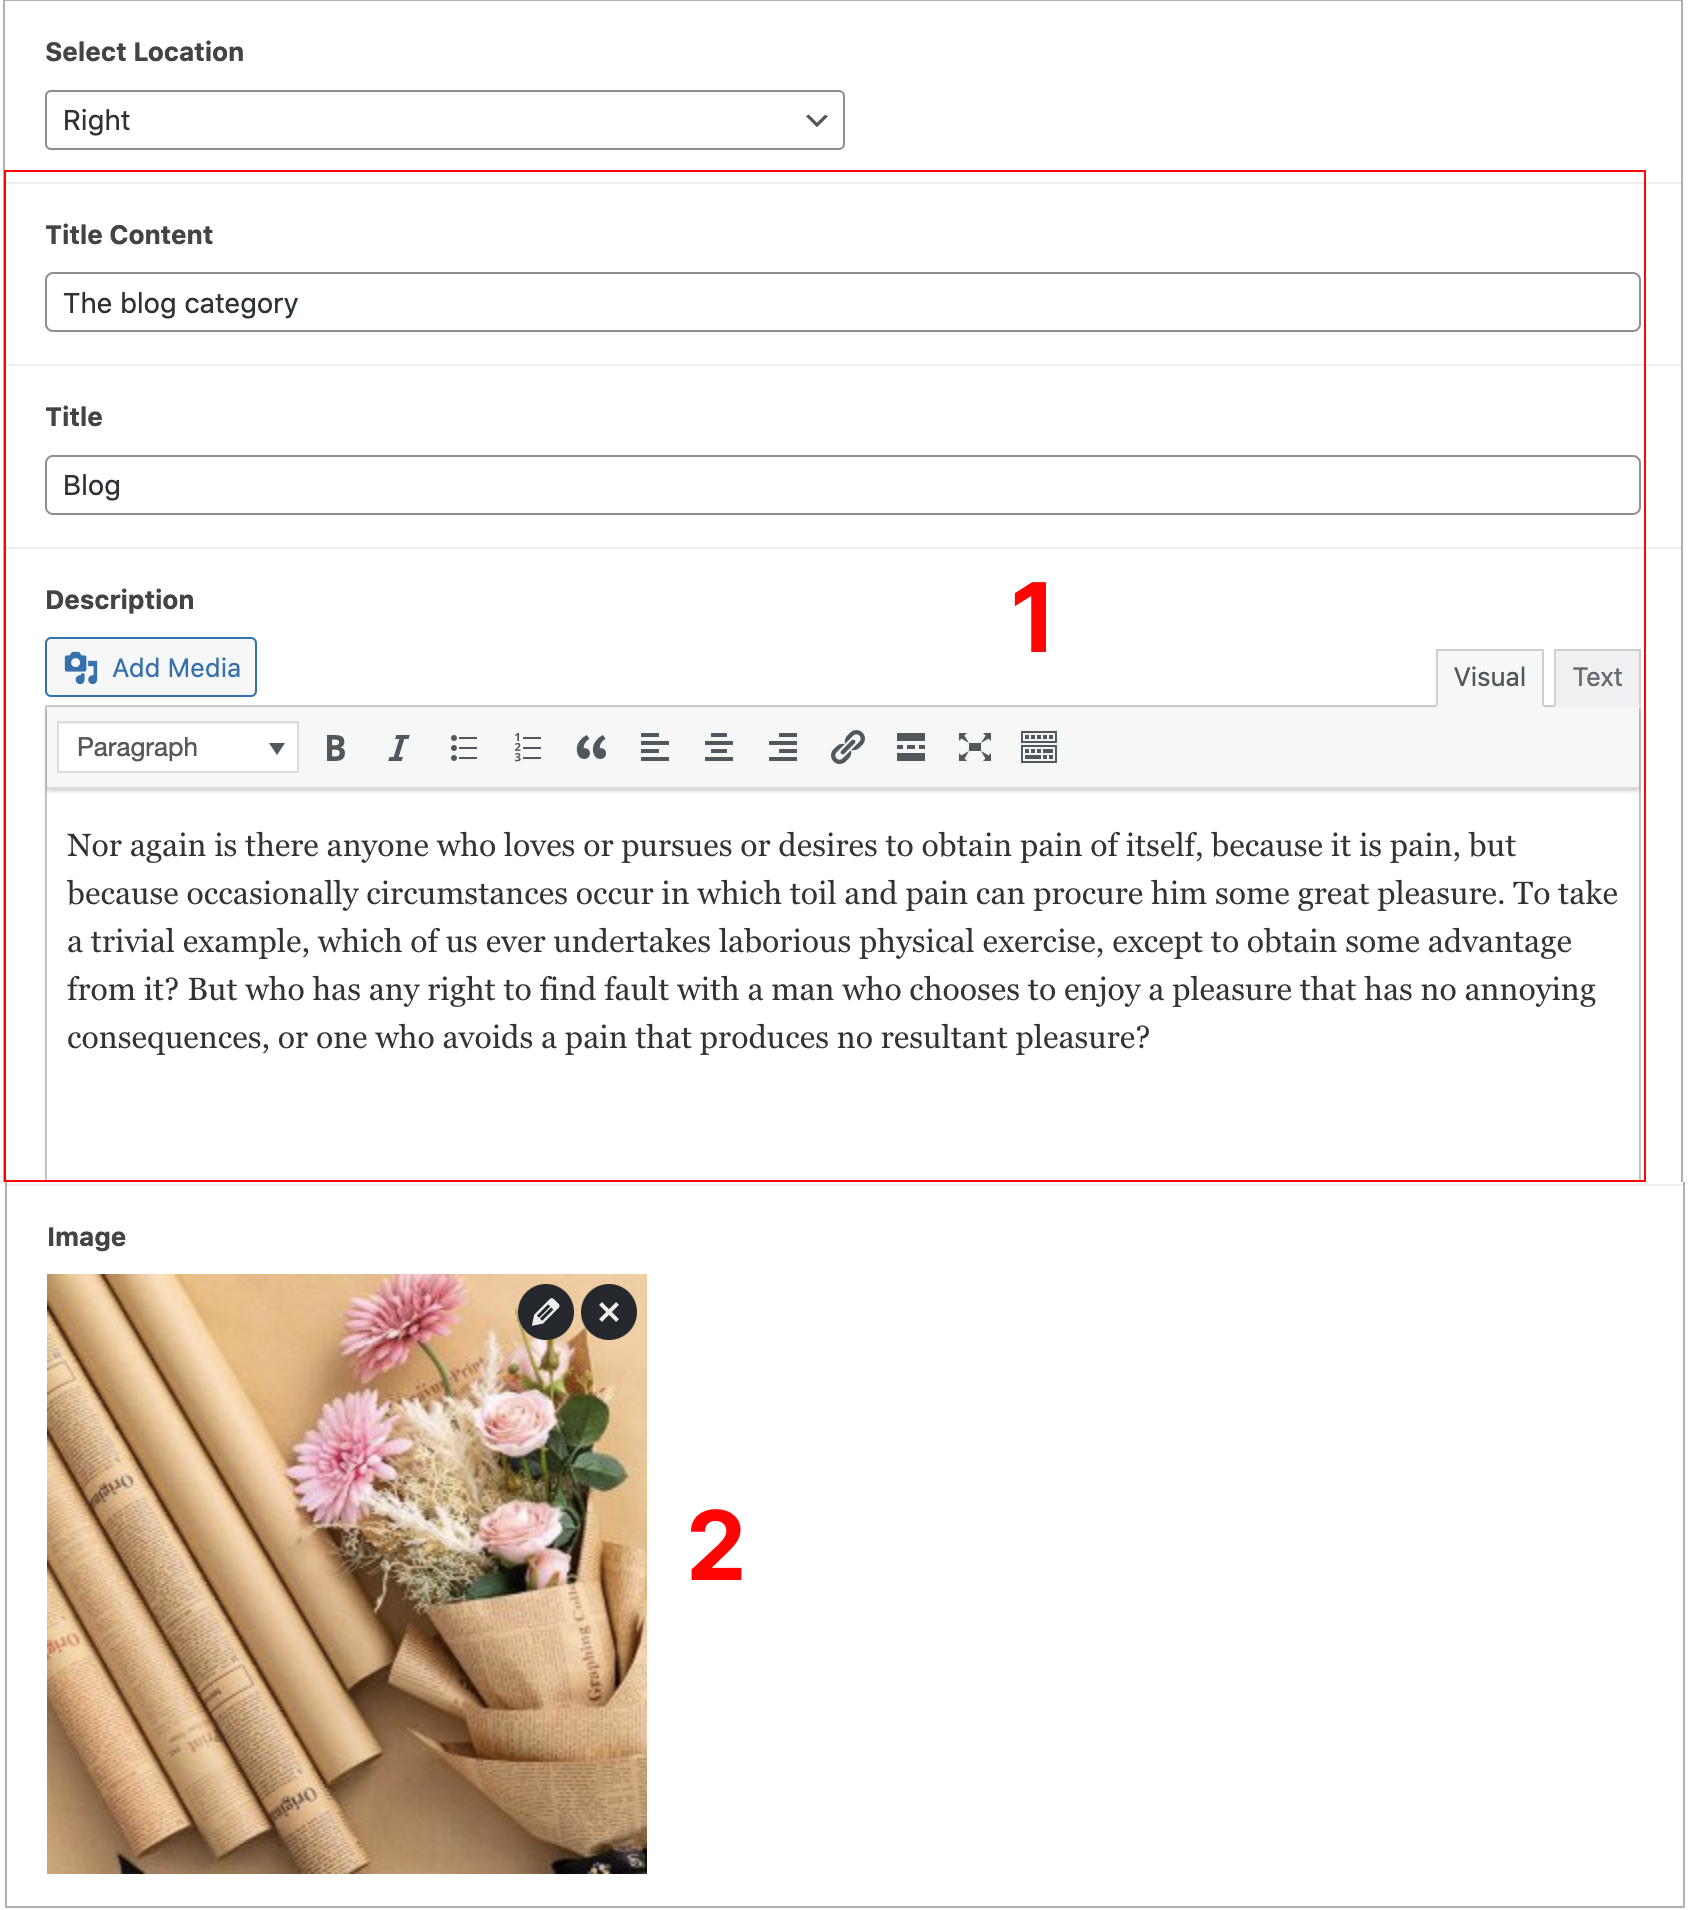 Select Location
Right
Title Content
The blog category
Title
Blog
Description
1
Add Media
Visual
Text
Paragraph
Nor again is there anyone who loves or pursues or desires to obtain pain of itself, because it is pain, but
because occasionally circumstances occur in which toil and pain can procure him some great pleasure. To take
a trivial example, which of us ever undertakes laborious physical exercise, except to obtain some advantage
from it? But who has any right to find fault with a man who chooses to enjoy a pleasure that has no annoying
consequences, or one who avoids a pain that produces no resultant pleasure?
Image
2